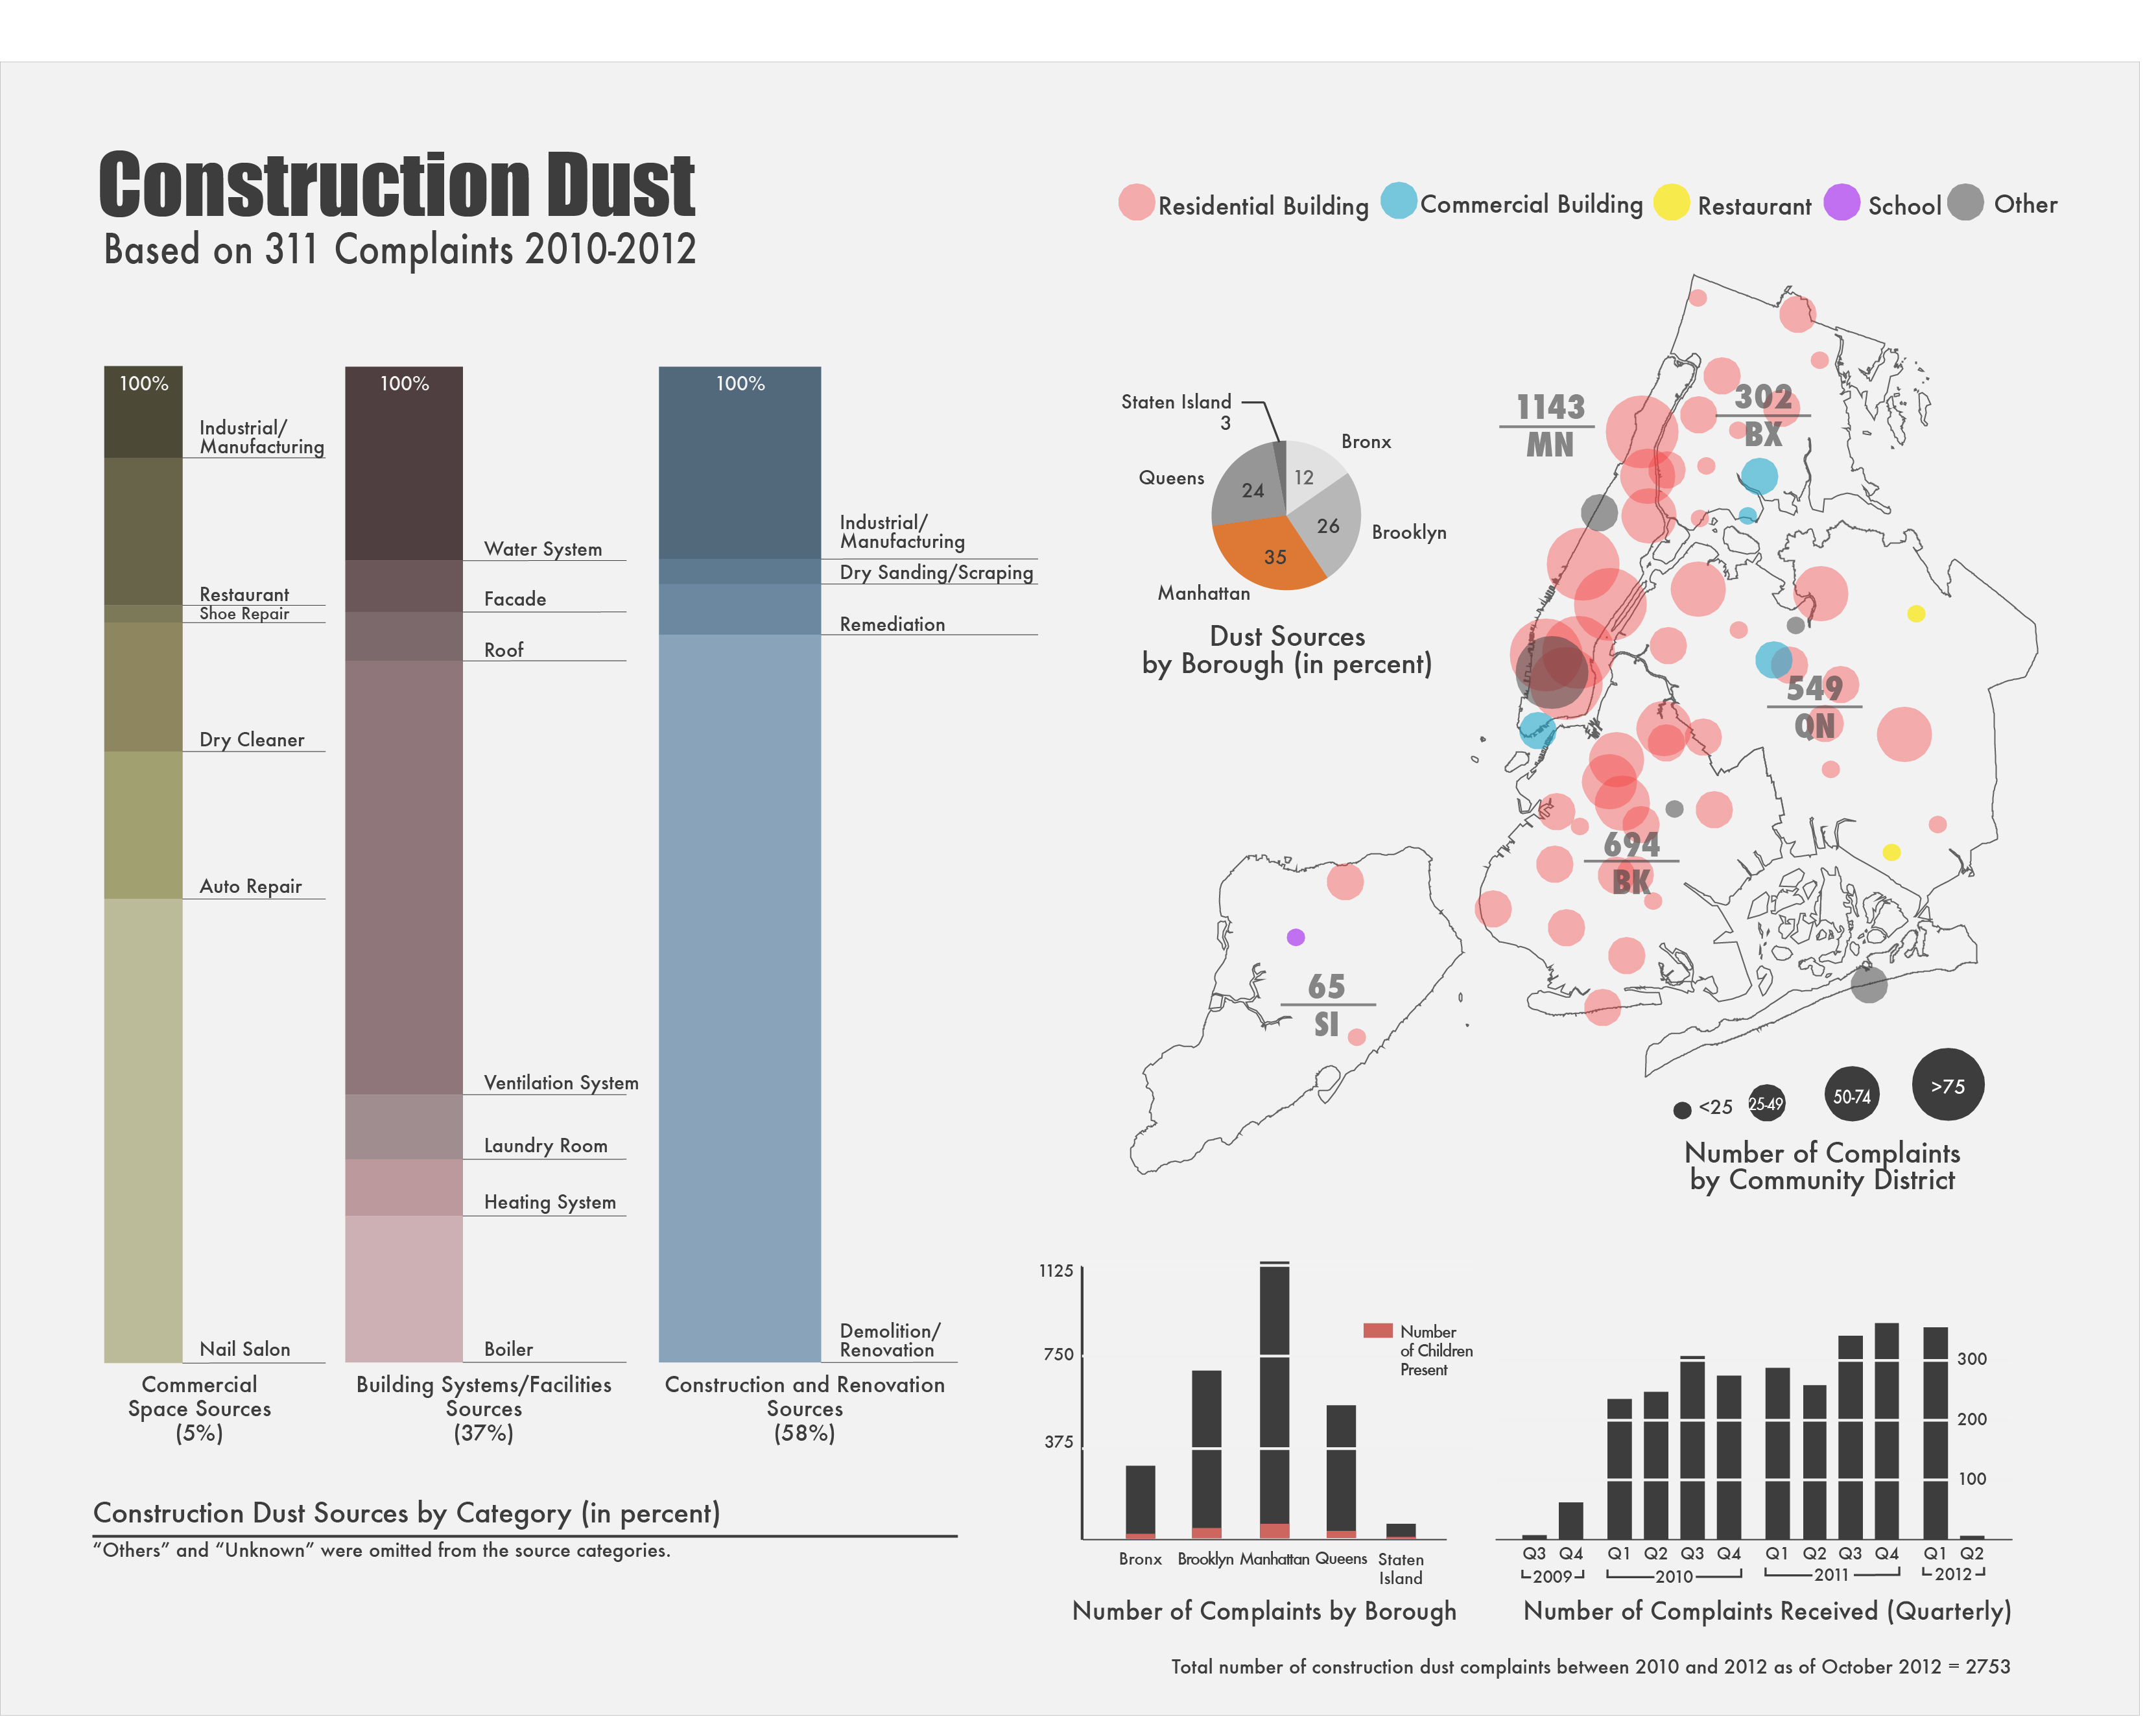 Construction Dust
Based on 311 Complaints 2010-2012
Residential Building
Commercial Building
Restaurant
School
Other
100%
Industrial/
Manufacturing
Restaurant
Shoe Repair
Dry Cleaner
Auto Repair
Nail Salon
Commercial
Space Sources
(5%)
100%
Water System
Facade
Roof
Ventilation System
Laundry Room
Heating System
Boiler
Building Systems/Facilities
Sources
(37%)
100%
Industrial/
Manufacturing
Dry Sanding/Scraping
Remediation
Demolition/
Renovation
Construction and Renovation
Sources
(58%)
Construction Dust Sources by Category (in percent)
“Others” and “Unknown” were omitted from the source categories.
Staten Island
3
Bronx
12
Queens
24
26
Brooklyn
35
Manhattan
Dust Sources
by Borough (in percent)
1143
MN
302
BX
549
QN
694
BK
65
SI
<25
25-49
50-74
>75
Number of Complaints
by Community District
1125
750
375
Number
of Children
Present
Bronx
Brooklyn
Manhattan
Queens
Staten
Island
Number of Complaints by Borough
300
200
100
Q3 Q4 Q1 Q2 Q3 Q4 Q1 Q2 Q3 Q4 Q1 Q2
2009 2010 2011 2012
Number of Complaints Received (Quarterly)
Total number of construction dust complaints between 2010 and 2012 as of October 2012 = 2753